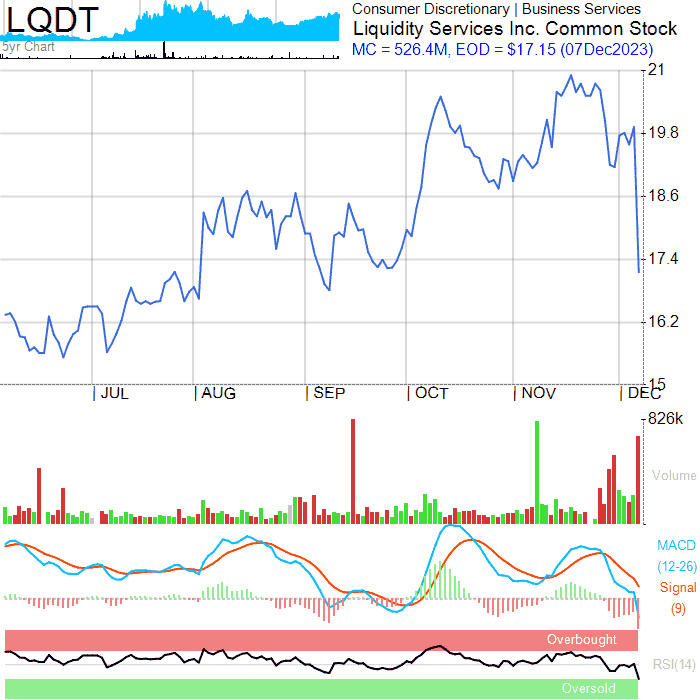 LQDT
5yr Chart
Consumer Discretionary | Business Services
Liquidity Services Inc. Common Stock
MC = 526.4M, EOD = $17.15 (07Dec2023)
21
19.8
18.6
17.4
16.2
15
JUL AUG SEP OCT NOV DEC
826k
Volume
MACD
(12-26)
Signal
(9)
Overbought
RSI(14)
Oversold